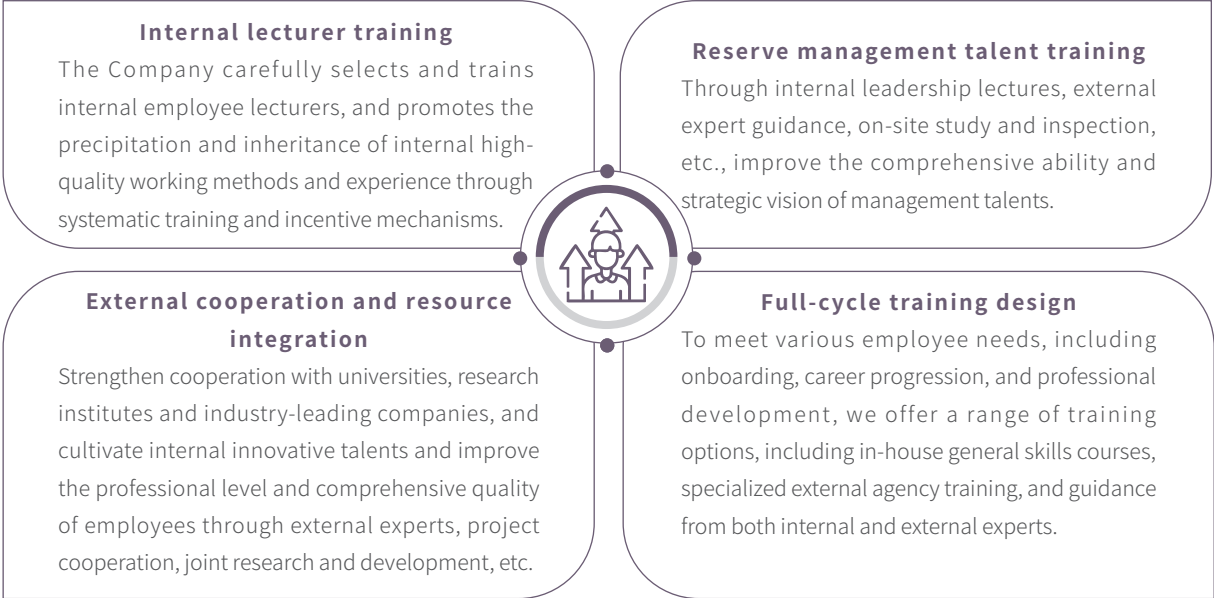 Internal lecturer training
The Company carefully selects and trains
internal employee lecturers, and promotes the
precipitation and inheritance of internal high-
quality working methods and experience through
systematic training and incentive mechanisms.
Reserve management talent training
Through internal leadership lectures, external
expert guidance, on-site study and inspection,
etc., improve the comprehensive ability and
strategic vision of management talents.
External cooperation and resource
integration
Strengthen cooperation with universities, research
institutes and industry-leading companies, and
cultivate internal innovative talents and improve
the professional level and comprehensive quality
of employees through external experts, project
cooperation, joint research and development, etc.
Full-cycle training design
To meet various employee needs, including
onboarding, career progression, and professional
development, we offer a range of training
options, including in-house general skills courses,
specialized external agency training, and guidance
from both internal and external experts.